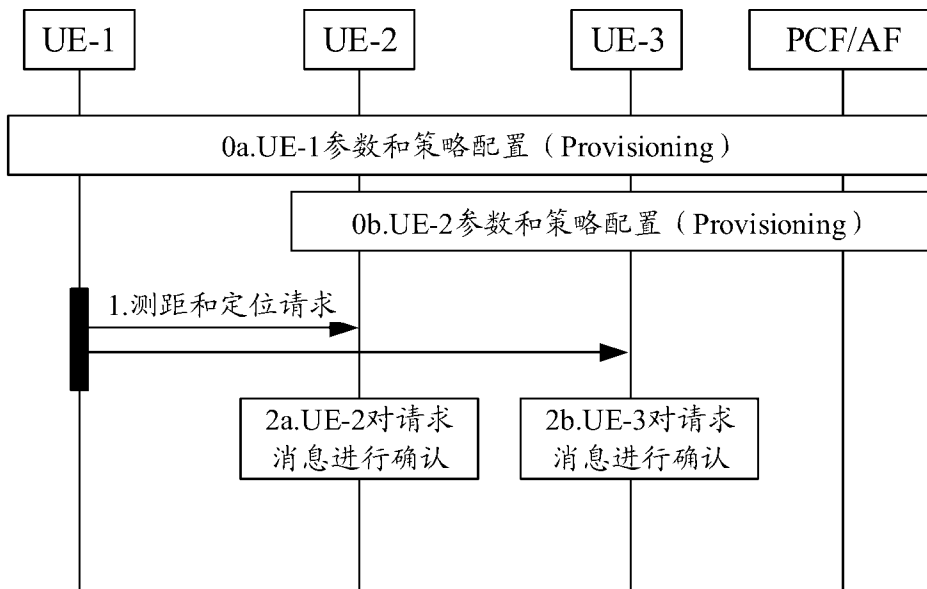 UE-1
UE-2
UE-3
PCF/AF
0a.UE-1参数和策略配置（Provisioning）
0b.UE-2参数和策略配置（Provisioning）
1.测距和定位请求
2a.UE-2对请求
消息进行确认
2b.UE-3对请求
消息进行确认